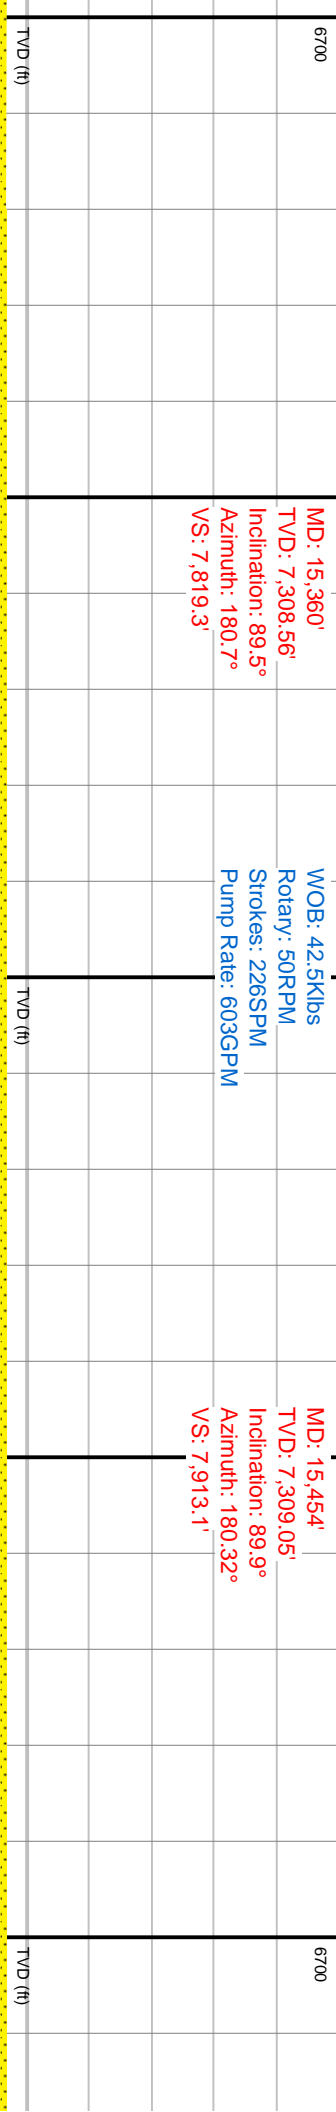 6700
TVD (ft)
MD: 15,360'
TVD: 7,308.56'
Inclination: 89.5°
Azimuth: 180.7°
VS: 7,819.3'
WOB: 42.5Klbs
Rotary: 50RPM
Strokes: 226SPM
Pump Rate: 603GPM
TVD (ft)
MD: 15,454'
TVD: 7,309.05'
Inclination: 89.9°
Azimuth: 180.32°
VS: 7,913.1'
6700
TVD (ft)